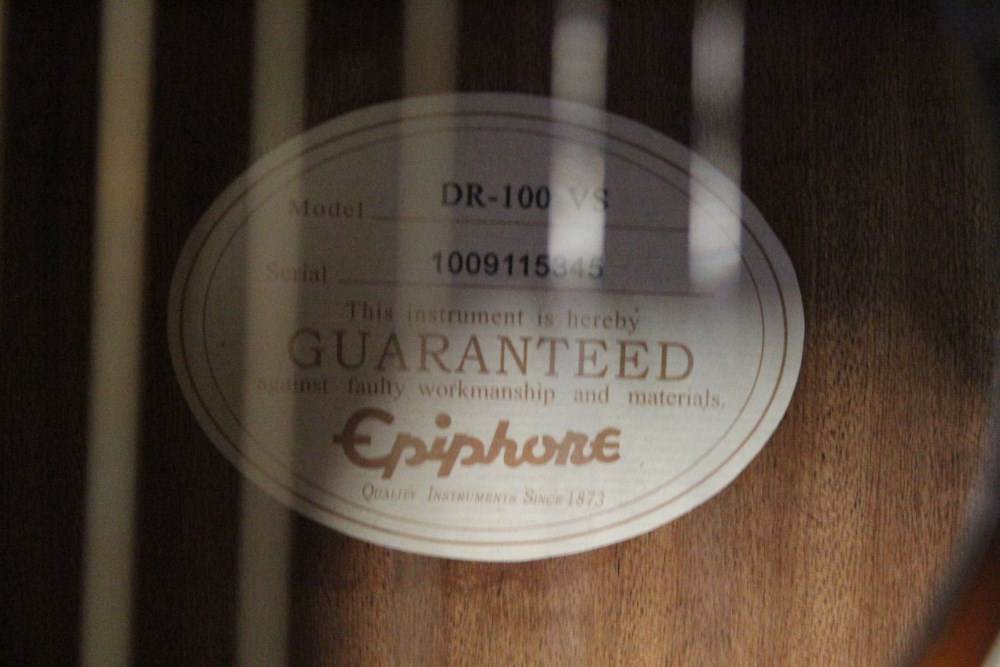 Model DR-100 VS
Serial 1009115345
This instrument is hereby
GUARANTEED
against faulty workmanship and materials.
Epiphone
QUALITY INSTRUMENTS SINCE 1873